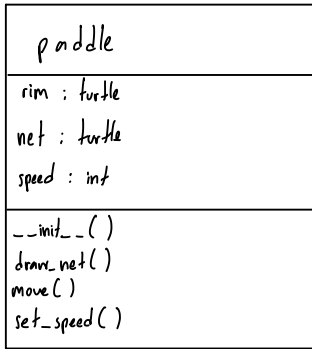 paddle
rim : turtle
net : turtle
speed : int
__init__()
draw_net()
move()
set_speed()